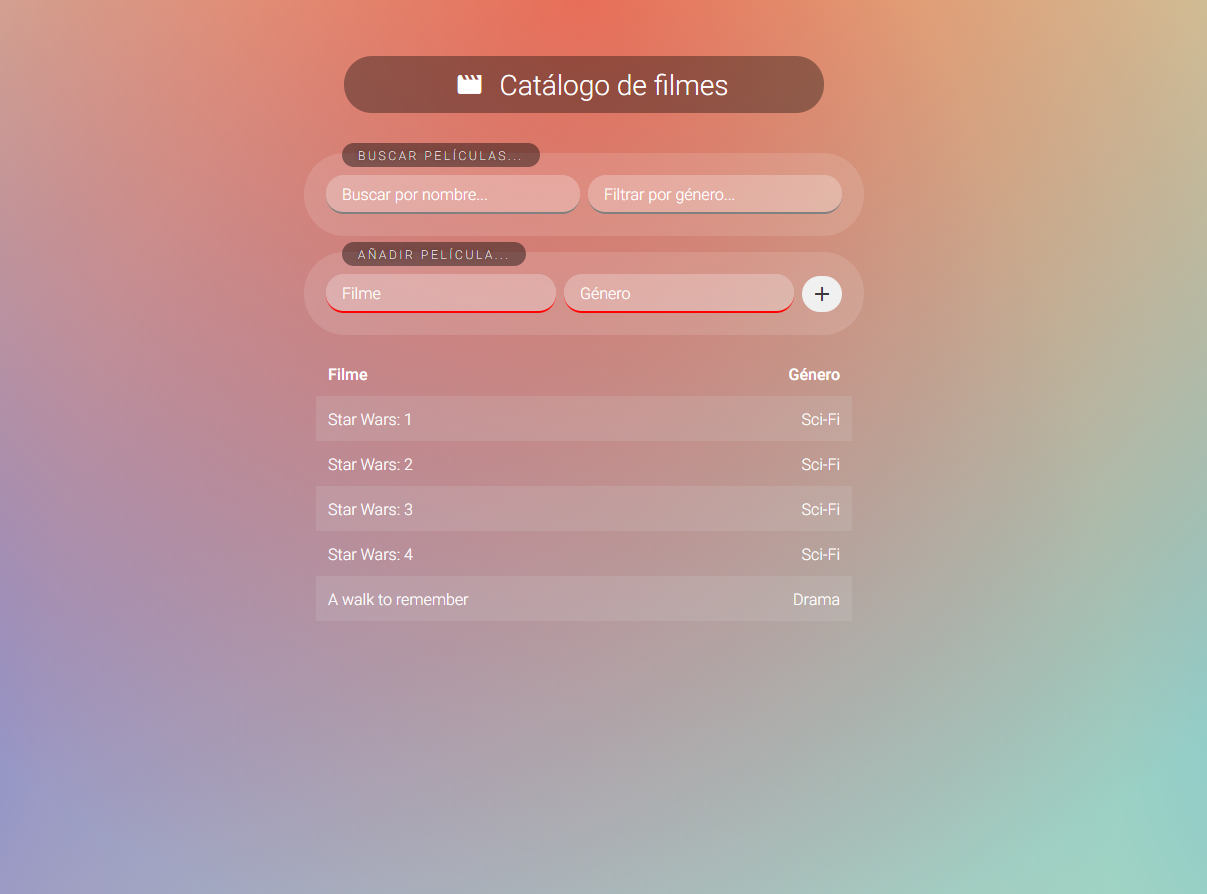 Catálogo de filmes
BUSCAR PELÍCULAS...
Buscar por nombre... Filtrar por género...
AÑADIR PELÍCULA...
Filme Género +
Filme Género
Star Wars: 1 Sci-Fi
Star Wars: 2 Sci-Fi
Star Wars: 3 Sci-Fi
Star Wars: 4 Sci-Fi
A walk to remember Drama